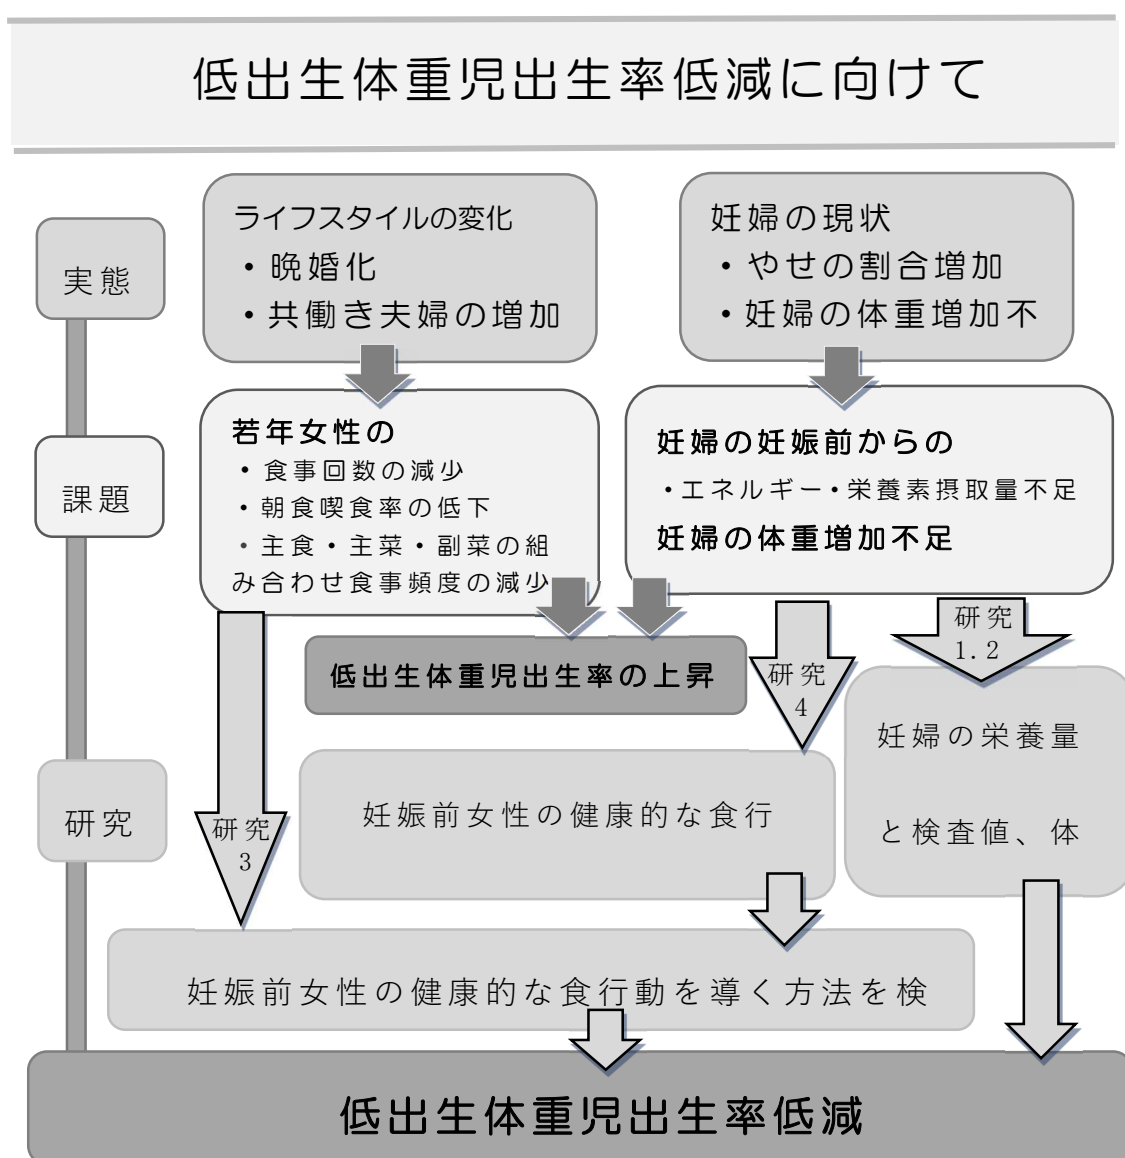 低出生体重児出生率低減に向けて
実態
ライフスタイルの変化
・晩婚化
・共働き夫婦の増加
妊婦の現状
・やせの割合増加
・妊婦の体重増加不
課題
若年女性の
・食事回数の減少
・朝食喫食率の低下
・主食・主菜・副菜の組
み合わせ食事頻度の減少
妊婦の妊娠前からの
・エネルギー・栄養素摂取量不足
妊婦の体重増加不足
低出生体重児出生率の上昇
研究
4
研究
1.2
研究
研究
3
妊娠前女性の健康的な食行
妊婦の栄養量
と検査値、体
妊娠前女性の健康的な食行動を導く方法を検
低出生体重児出生率低減